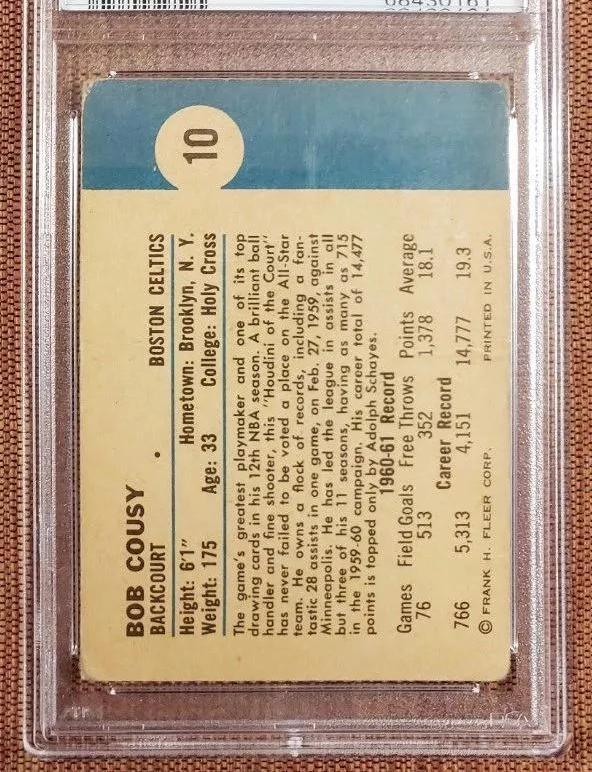 10
BOB COUSY
BACKCOURT • BOSTON CELTICS
Height: 6'1" Hometown: Brooklyn, N. Y.
Weight: 175 Age: 33 College: Holy Cross
The game's greatest playmaker and one of its top
drawing cards in his 12th NBA season. A brilliant ball
handler and fine shooter, this "Houdini of the Court"
has never failed to be voted a place on the All-Star
team. He owns a flock of records, including a fan-
tastic 28 assists in one game, on Feb. 27, 1959, against
Minneapolis. He has led the league in assists in all
but three of his 11 seasons, having as many as 715
in the 1959-60 campaign. His career total of 14,477
points is topped only by Adolph Schayes.
1960-61 Record
Games Field Goals Free Throws Points Average
76 513 352 1,378 18.1
Career Record
766 5,313 4,151 14,777 19.3
© FRANK H. FLEER CORP. PRINTED IN U.S.A.